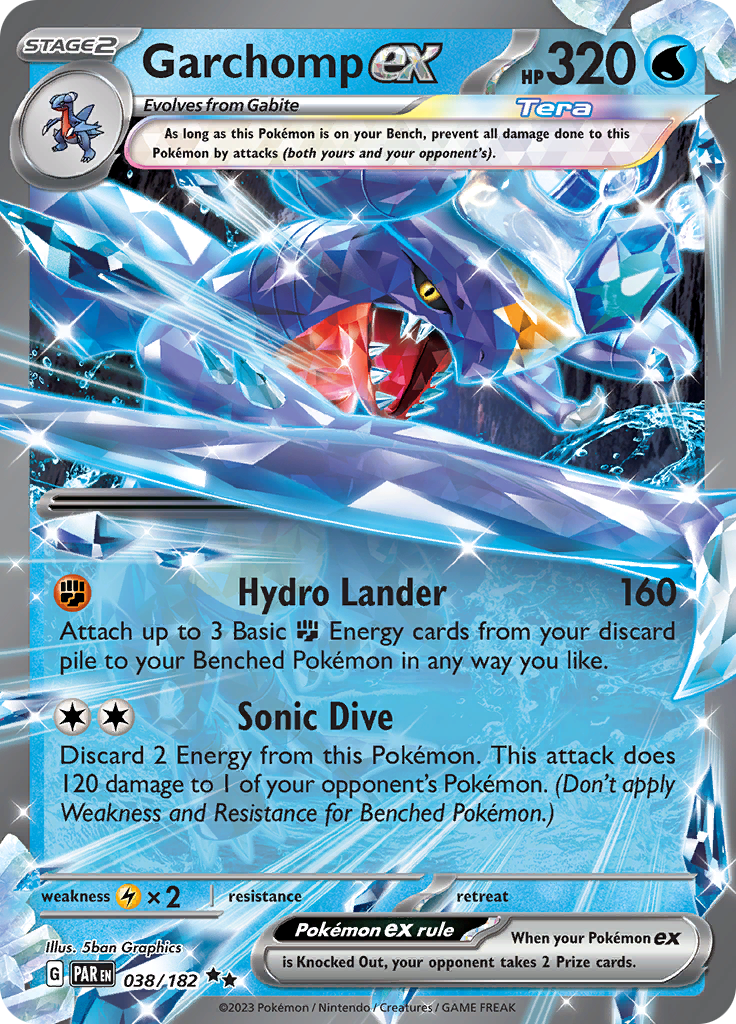 STAGE2
Garchomp ex
HP 320
Evolves from Gabite
Tera
As long as this Pokémon is on your Bench, prevent all damage done to this
Pokémon by attacks (both yours and your opponent's).
Hydro Lander 160
Attach up to 3 Basic Energy cards from your discard
pile to your Benched Pokémon in any way you like.
Sonic Dive
Discard 2 Energy from this Pokémon. This attack does
120 damage to 1 of your opponent's Pokémon. (Don't apply
Weakness and Resistance for Benched Pokémon.)
weakness ×2 resistance retreat
Illus. 5ban Graphics
Pokémon ex rule
When your Pokémon ex
is Knocked Out, your opponent takes 2 Prize cards.
G PAR EN 038/182
©2023 Pokémon / Nintendo / Creatures / GAME FREAK